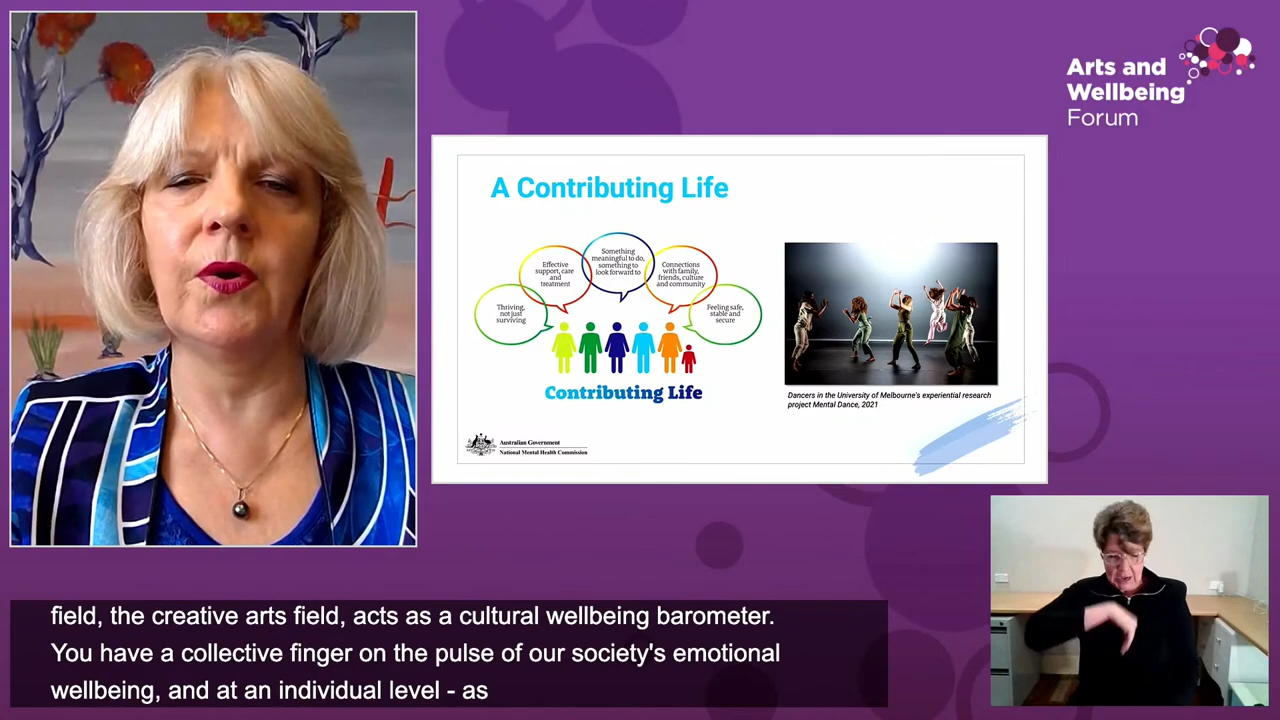 Arts and
Wellbeing
Forum
A Contributing Life
Something
meaningful to do,
something to
look forward to
Effective
support, care
and
treatment
Connections
with family,
friends, culture
and community
Thriving,
not just
surviving
Feeling safe,
stable and
secure
Contributing Life
Dancers in the University of Melbourne's experiential research
project Mental Dance, 2021
Australian Government
National Mental Health Commission
field, the creative arts field, acts as a cultural wellbeing barometer.
You have a collective finger on the pulse of our society's emotional
wellbeing, and at an individual level - as